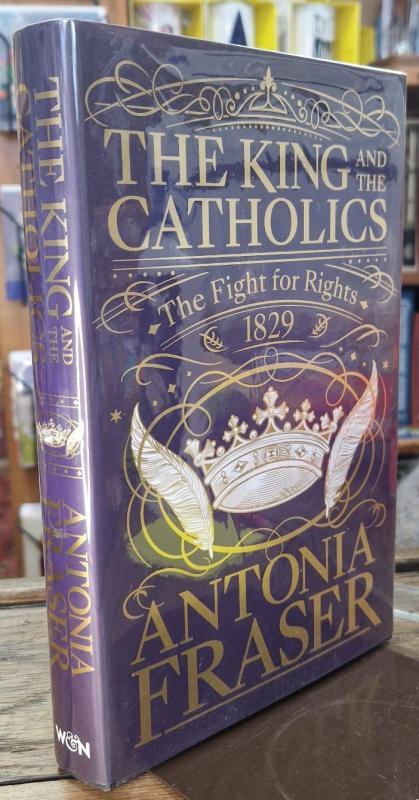 THE KING AND THE
CATHOLICS
The Fight for Rights
1829
ANTONIA
FRASER
THE KING AND THE
CATHOLICS
ANTONIA
FRASER
W&N